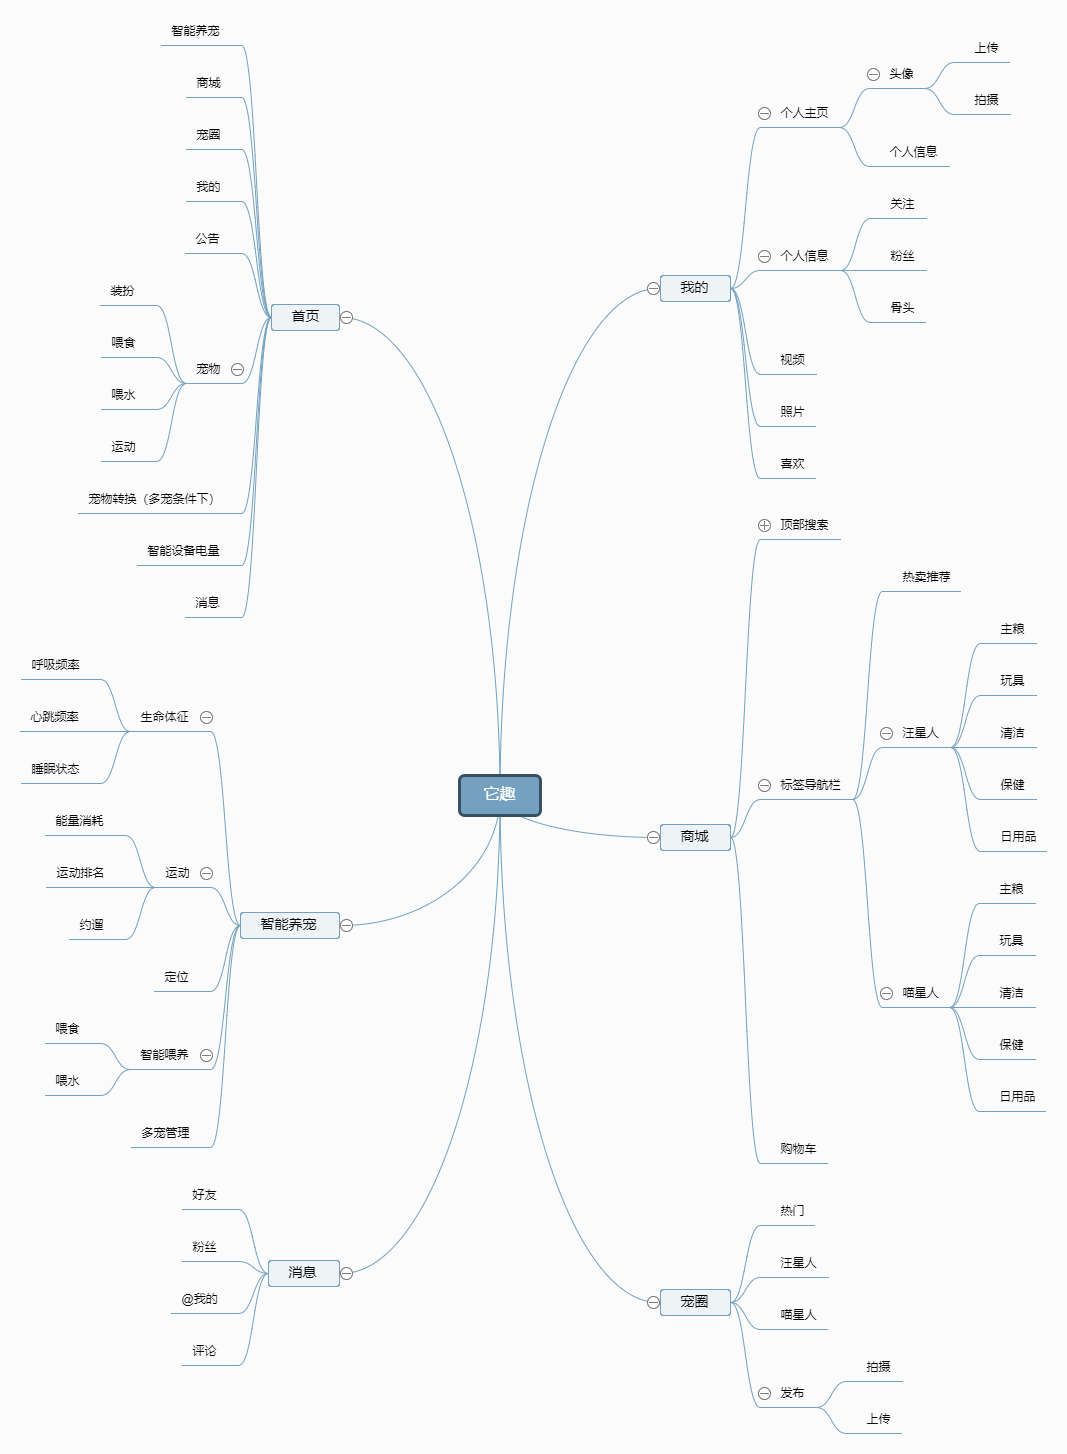 它趣
首页
智能养宠
商城
宠圈
我的
公告
宠物
装扮
喂食
喂水
运动
宠物转换（多宠条件下）
智能设备电量
消息
智能养宠
生命体征
呼吸频率
心跳频率
睡眠状态
运动
能量消耗
运动排名
约遛
定位
智能喂养
喂食
喂水
多宠管理
消息
好友
粉丝
@我的
评论
我的
个人主页
头像
上传
拍摄
个人信息
个人信息
关注
粉丝
骨头
视频
照片
喜欢
商城
顶部搜索
标签导航栏
热卖推荐
汪星人
主粮
玩具
清洁
保健
日用品
喵星人
主粮
玩具
清洁
保健
日用品
购物车
宠圈
热门
汪星人
喵星人
发布
拍摄
上传